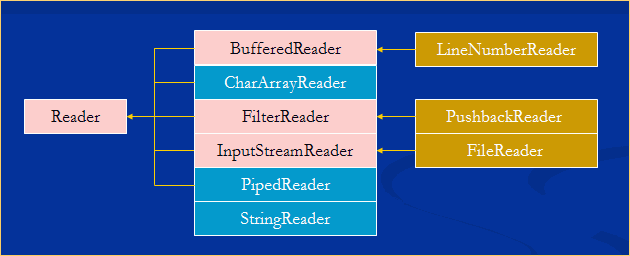 BufferedReader
LineNumberReader
CharArrayReader
Reader
FilterReader
PushbackReader
InputStreamReader
FileReader
PipedReader
StringReader